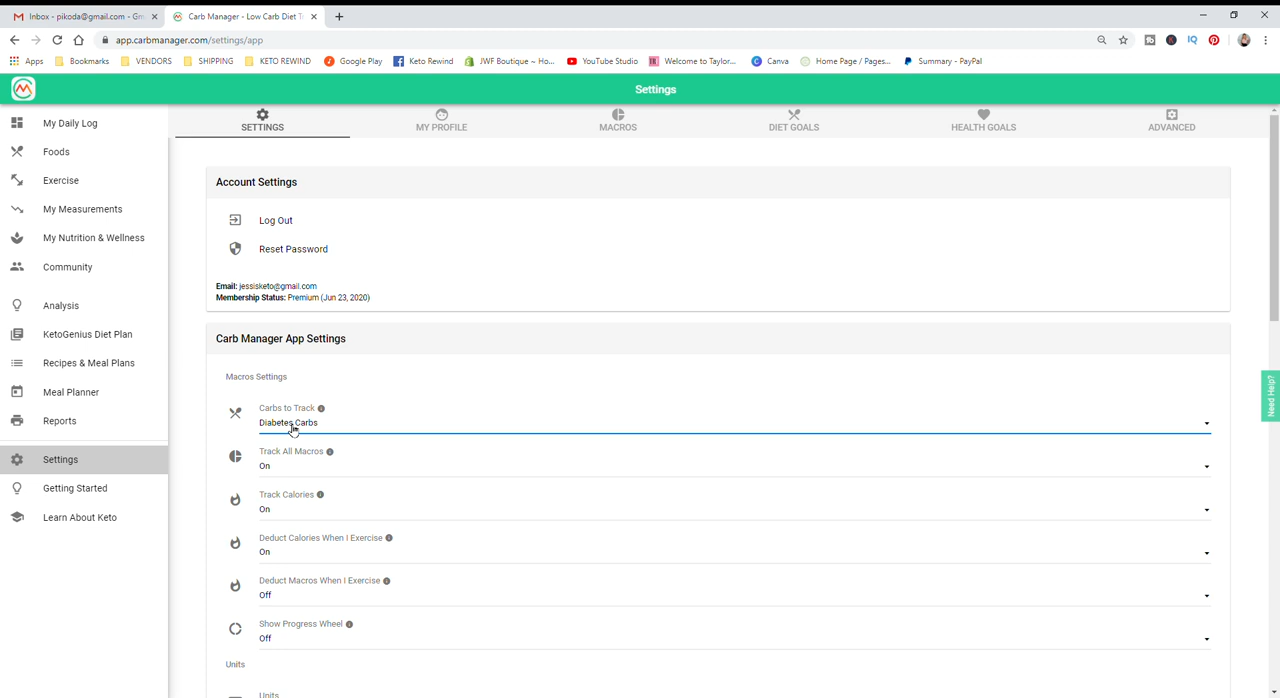 Inbox - pikoda@gmail.com - Gm
Carb Manager - Low Carb Diet Tr
app.carbmanager.com/settings/app
Apps Bookmarks VENDORS SHIPPING KETO REWIND Google Play Keto Rewind JWF Boutique ~ Ho... YouTube Studio Welcome to Taylor... Canva Home Page / Pages... Summary - PayPal
Settings
My Daily Log
Foods
Exercise
My Measurements
My Nutrition & Wellness
Community
Analysis
KetoGenius Diet Plan
Recipes & Meal Plans
Meal Planner
Reports
Settings
Getting Started
Learn About Keto
SETTINGS MY PROFILE MACROS DIET GOALS HEALTH GOALS ADVANCED
Account Settings
Log Out
Reset Password
Email: jessisketo@gmail.com
Membership Status: Premium (Jun 23, 2020)
Carb Manager App Settings
Macros Settings
Carbs to Track
Diabetes Carbs
Track All Macros
On
Track Calories
On
Deduct Calories When I Exercise
On
Deduct Macros When I Exercise
Off
Show Progress Wheel
Off
Units
Units
Need Help?